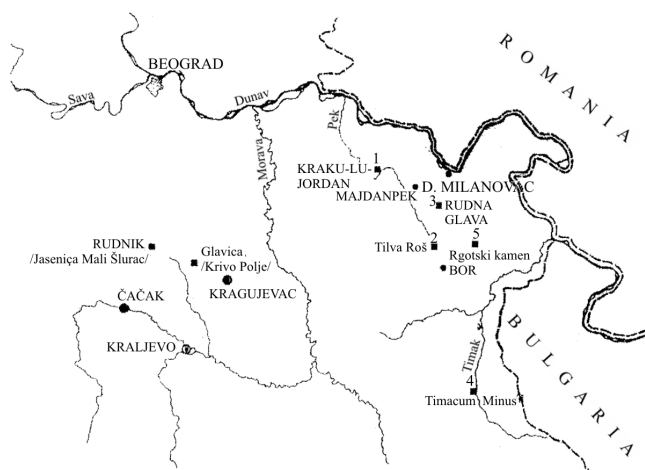 ROMANIA
BEOGRAD
Sava
Dunav
Pek
Morava
1
KRAKU-LU-
JORDAN
D. MILANOVAC
MAJDANPEK
3
RUDNA
GLAVA
RUDNIK
/Jaseniça Mali Šlurac/
Glavica
/Krivo Polje/
2
Tilva Roš
5
Rgotski kamen
BOR
KRAGUJEVAC
ČAČAK
KRALJEVO
BULGARIA
Timak
4
Timacum Minus